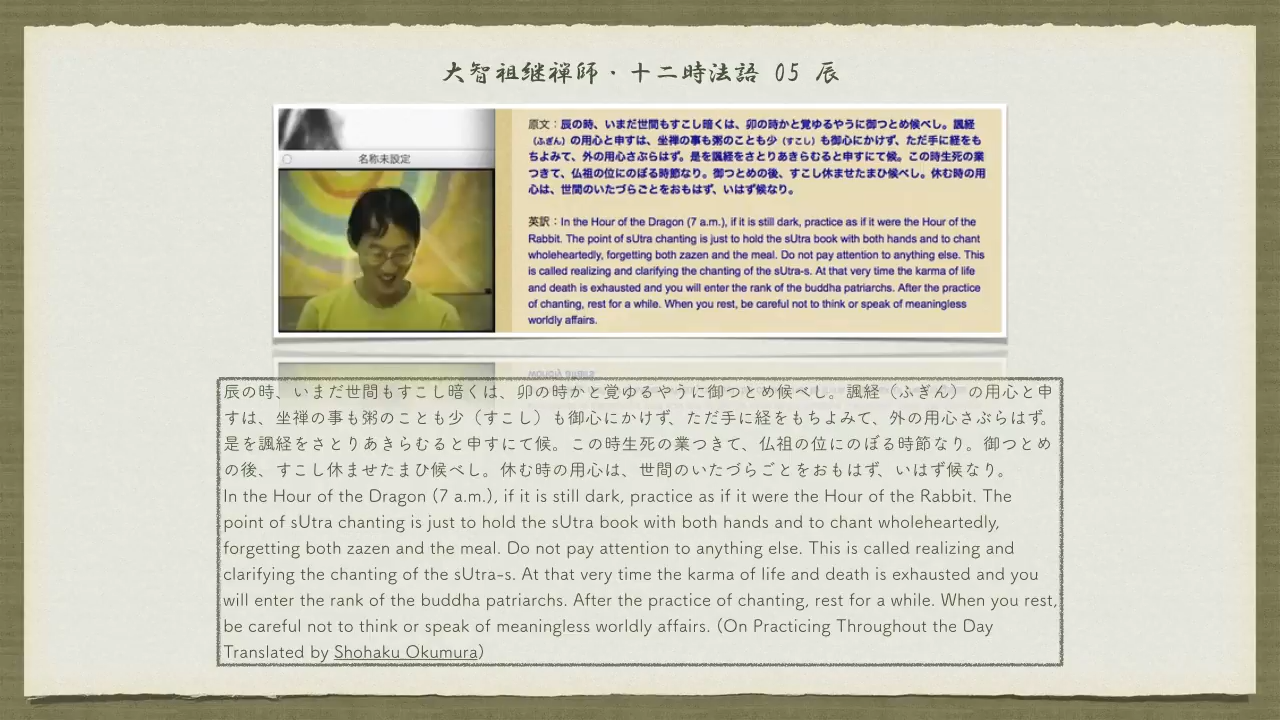 大智祖继禅師・十二時法語 05 辰
名称未設定
原文：辰の時、いまだ世間もすこし暗くは、卯の時かと覚ゆるやうに御つとめ候べし。諷経
（ふぎん）の用心と申すは、坐禅の事も粥のことも少（すこし）も御心にかけず、ただ手に経をも
ちよみて、外の用心さぶらはず。是を諷経をさとりあきらむると申すにて候。この時生死の業
つきて、仏祖の位にのぼる時節なり。御つとめの後、すこし休ませたまひ候べし。休む時の用
心は、世間のいたづらごとをおもはず、いはず候なり。
英訳：In the Hour of the Dragon (7 a.m.), if it is still dark, practice as if it were the Hour of the
Rabbit. The point of sUtra chanting is just to hold the sUtra book with both hands and to chant
wholeheartedly, forgetting both zazen and the meal. Do not pay attention to anything else. This
is called realizing and clarifying the chanting of the sUtra-s. At that very time the karma of life
and death is exhausted and you will enter the rank of the buddha patriarchs. After the practice
of chanting, rest for a while. When you rest, be careful not to think or speak of meaningless
worldly affairs.
辰の時、いまだ世間もすこし暗くは、卯の時かと覚ゆるやうに御つとめ候べし。諷経（ふぎん）の用心と申
すは、坐禅の事も粥のことも少（すこし）も御心にかけず、ただ手に経をもちよみて、外の用心さぶらはず。
是を諷経をさとりあきらむると申すにて候。この時生死の業つきて、仏祖の位にのぼる時節なり。御つとめ
の後、すこし休ませたまひ候べし。休む時の用心は、世間のいたづらごとをおもはず、いはず候なり。
In the Hour of the Dragon (7 a.m.), if it is still dark, practice as if it were the Hour of the Rabbit. The
point of sUtra chanting is just to hold the sUtra book with both hands and to chant wholeheartedly,
forgetting both zazen and the meal. Do not pay attention to anything else. This is called realizing and
clarifying the chanting of the sUtra-s. At that very time the karma of life and death is exhausted and you
will enter the rank of the buddha patriarchs. After the practice of chanting, rest for a while. When you rest,
be careful not to think or speak of meaningless worldly affairs. (On Practicing Throughout the Day
Translated by Shohaku Okumura)